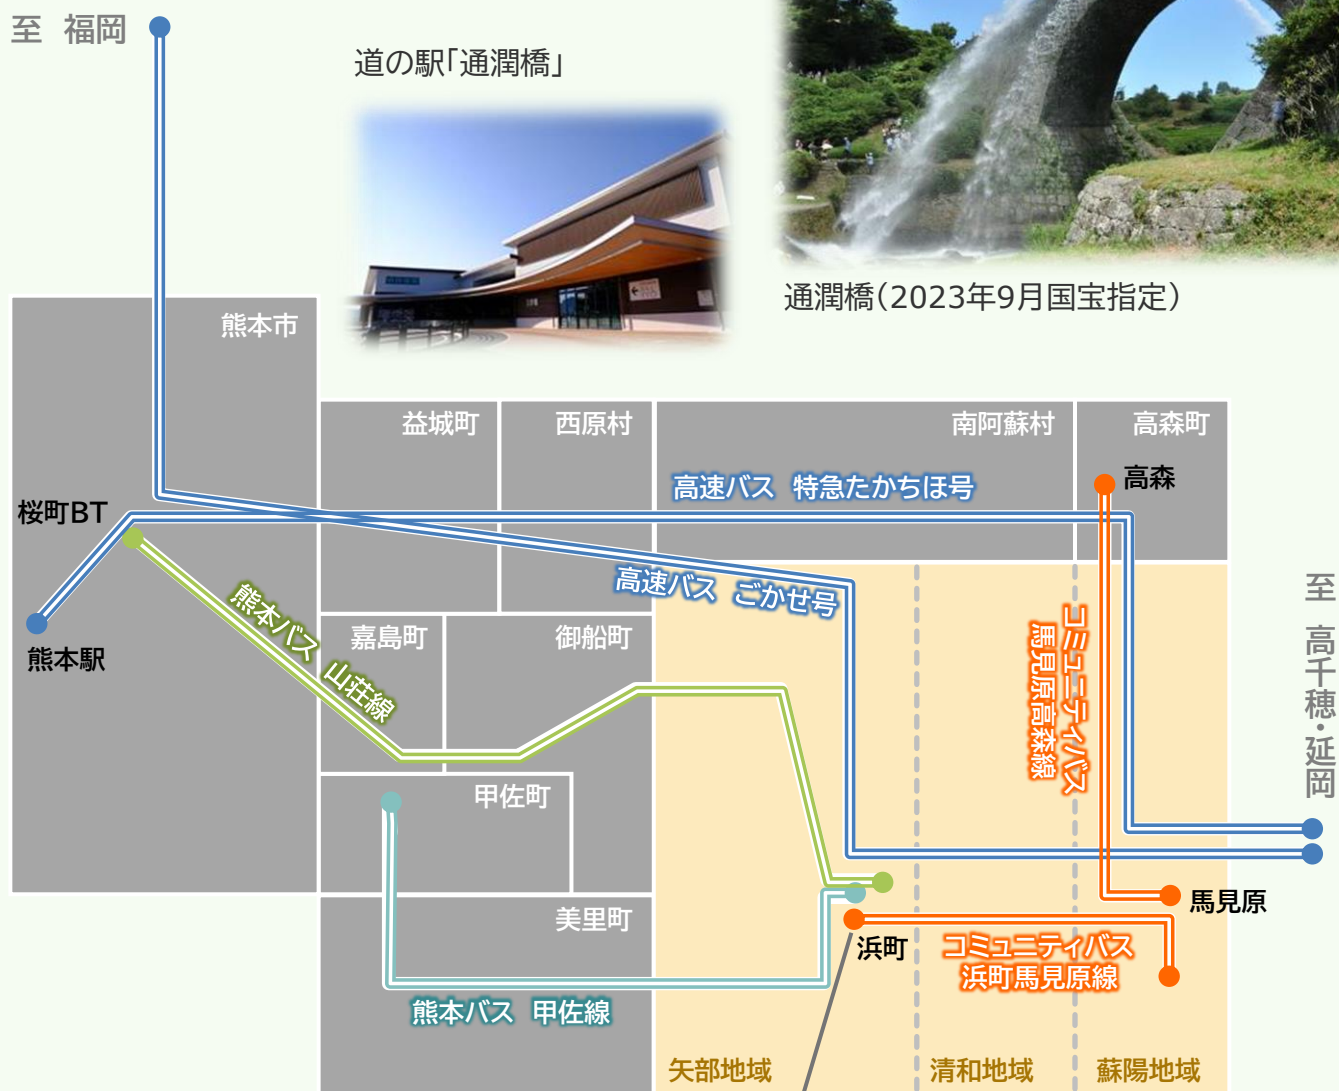 至 福岡
道の駅「通潤橋」
通潤橋(2023年9月国宝指定)
熊本市
益城町
西原村
南阿蘇村
高森町
高速バス 特急たかちほ号
高森
桜町BT
高速バス ごかせ号
熊本バス 山荘線
嘉島町
御船町
コミュニティバス
馬見原高森線
至 高千穂・延岡
熊本駅
甲佐町
馬見原
美里町
浜町
コミュニティバス
浜町馬見原線
熊本バス 甲佐線
矢部地域
清和地域
蘇陽地域